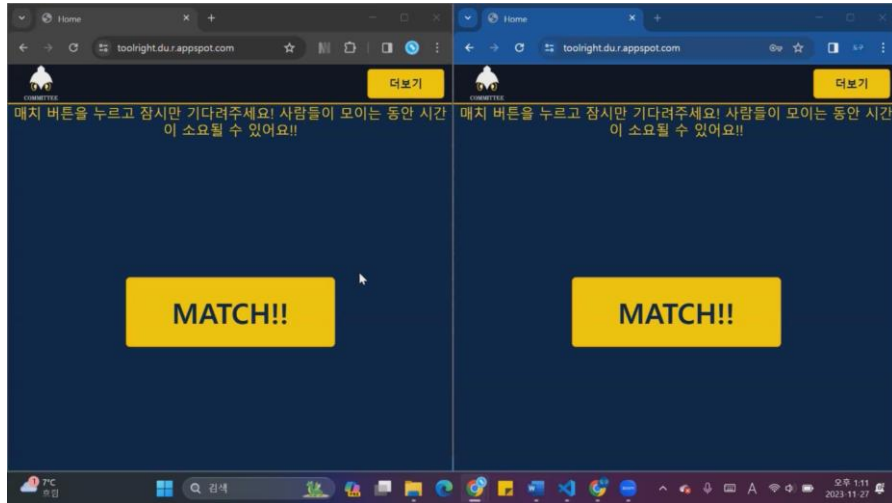 Home
toolright.du.r.appspot.com
COMMITTEE
더보기
매치 버튼을 누르고 잠시만 기다려주세요! 사람들이 모이는 동안 시간
이 소요될 수 있어요!!
MATCH!!
Home
toolright.du.r.appspot.com
COMMITTEE
더보기
매치 버튼을 누르고 잠시만 기다려주세요! 사람들이 모이는 동안 시간
이 소요될 수 있어요!!
MATCH!!
7°C
흐림
검색
A
오후 1:11
2023-11-27